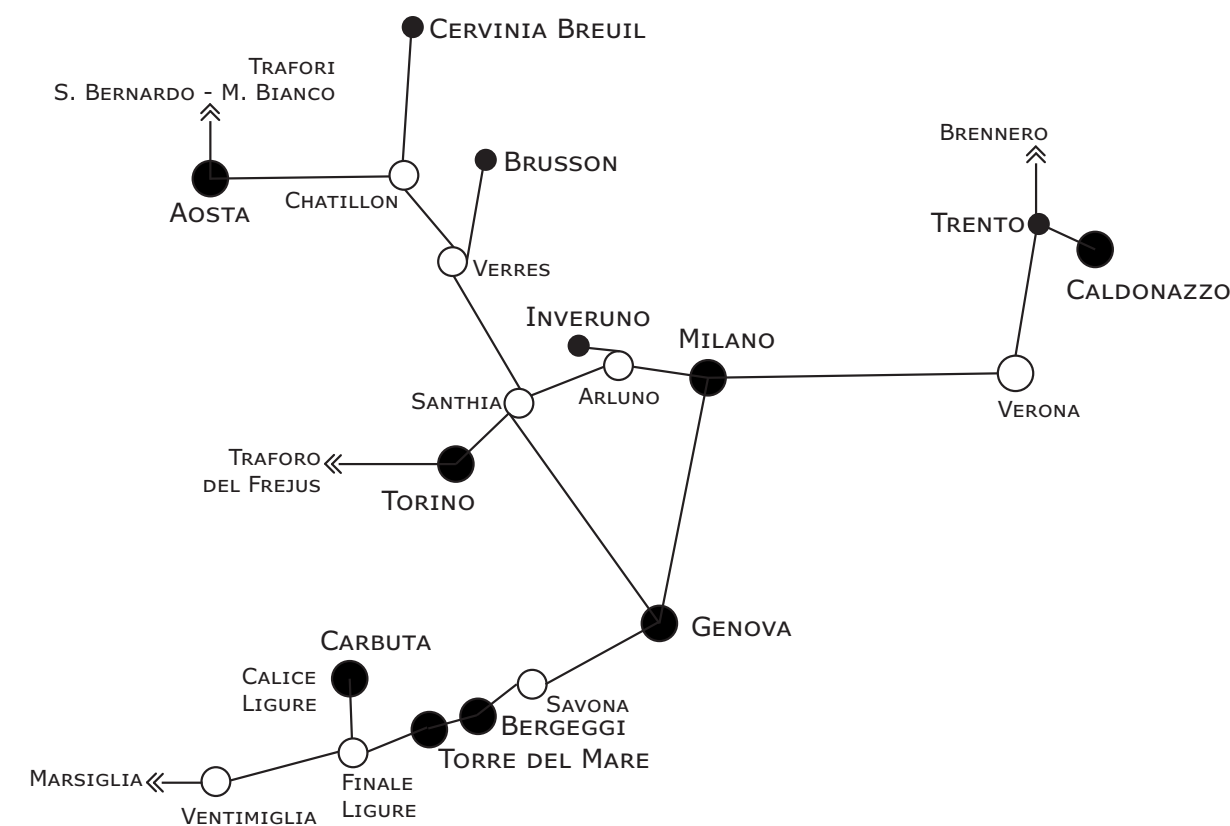 Cervinia Breuil
Trafori
S. Bernardo - M. Bianco
Brennero
Brusson
Chatillon
Aosta
Trento
Verres
Caldonazzo
Inveruno
Milano
Santhia
Arluno
Verona
Traforo
del Frejus
Torino
Genova
Carbuta
Calice
Ligure
Savona
Bergeggi
Torre del Mare
Marsiglia
Finale
Ligure
Ventimiglia